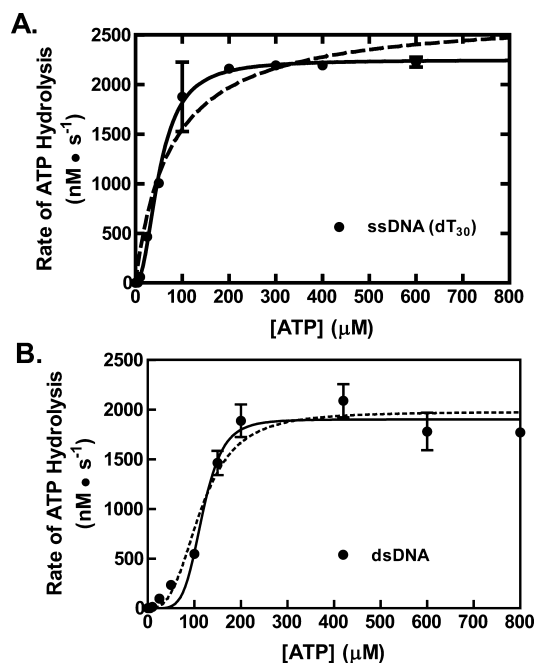 A.
Rate of ATP Hydrolysis
(nM • s⁻¹)
2500
2000
1500
1000
500
0
ssDNA (dT₃₀)
0 100 200 300 400 500 600 700 800
[ATP] (μM)
B.
Rate of ATP Hydrolysis
(nM • s⁻¹)
2500
2000
1500
1000
500
0
dsDNA
0 100 200 300 400 500 600 700 800
[ATP] (μM)